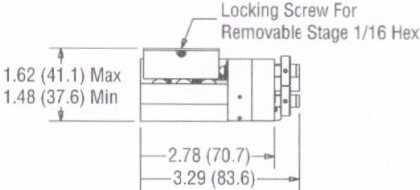 Locking Screw For
Removable Stage 1/16 Hex
1.62 (41.1) Max
1.48 (37.6) Min
2.78 (70.7)
3.29 (83.6)